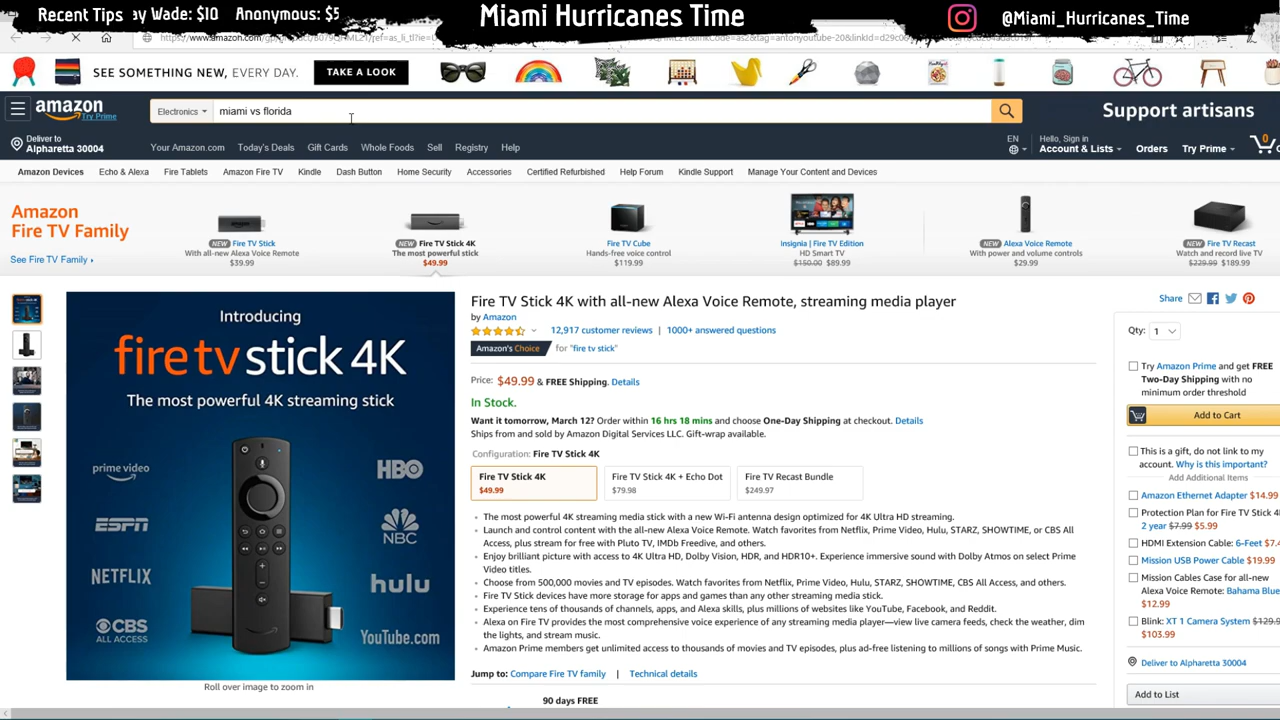 Recent Tips ay Wade: $10 Anonymous: $5
Miami Hurricanes Time
@Miami_Hurricanes_Time
SEE SOMETHING NEW, EVERY DAY.
TAKE A LOOK
amazon
Try Prime
Electronics
miami vs florida
Support artisans
Deliver to
Alpharetta 30004
Your Amazon.com Today's Deals Gift Cards Whole Foods Sell Registry Help
EN
Hello, Sign in
Account & Lists Orders Try Prime
0
Amazon Devices Echo & Alexa Fire Tablets Amazon Fire TV Kindle Dash Button Home Security Accessories Certified Refurbished Help Forum Kindle Support Manage Your Content and Devices
Amazon
Fire TV Family
See Fire TV Family ›
NEW Fire TV Stick
With all-new Alexa Voice Remote
$39.99
NEW Fire TV Stick 4K
The most powerful stick
$49.99
Fire TV Cube
Hands-free voice control
$119.99
Insignia | Fire TV Edition
HD Smart TV
$150.00 $89.99
NEW Alexa Voice Remote
With power and volume controls
$29.99
NEW Fire TV Recast
Watch and record live TV
$229.99 $189.99
Introducing
fire tv stick 4K
The most powerful 4K streaming stick
prime video
HBO
ESPN
NBC
NETFLIX
hulu
CBS
ALL ACCESS
YouTube.com
Roll over image to zoom in
Fire TV Stick 4K with all-new Alexa Voice Remote, streaming media player
by Amazon
12,917 customer reviews | 1000+ answered questions
Amazon's Choice for "fire tv stick"
Price: $49.99 & FREE Shipping. Details
In Stock.
Want it tomorrow, March 12? Order within 16 hrs 18 mins and choose One-Day Shipping at checkout. Details
Ships from and sold by Amazon Digital Services LLC. Gift-wrap available.
Configuration: Fire TV Stick 4K
Fire TV Stick 4K
$49.99
Fire TV Stick 4K + Echo Dot
$79.98
Fire TV Recast Bundle
$249.97
The most powerful 4K streaming media stick with a new Wi-Fi antenna design optimized for 4K Ultra HD streaming.
Launch and control content with the all-new Alexa Voice Remote. Watch favorites from Netflix, Prime Video, Hulu, STARZ, SHOWTIME, or CBS All
Access, plus stream for free with Pluto TV, IMDb Freedive, and others.
Enjoy brilliant picture with access to 4K Ultra HD, Dolby Vision, HDR, and HDR10+. Experience immersive sound with Dolby Atmos on select Prime
Video titles.
Choose from 500,000 movies and TV episodes. Watch favorites from Netflix, Prime Video, Hulu, STARZ, SHOWTIME, CBS All Access, and others.
Fire TV Stick devices have more storage for apps and games than any other streaming media stick.
Experience tens of thousands of channels, apps, and Alexa skills, plus millions of websites like YouTube, Facebook, and Reddit.
Alexa on Fire TV provides the most comprehensive voice experience of any streaming media player—view live camera feeds, check the weather, dim
the lights, and stream music.
Amazon Prime members get unlimited access to thousands of movies and TV episodes, plus ad-free listening to millions of songs with Prime Music.
Jump to: Compare Fire TV family | Technical details
90 days FREE
Share
Qty: 1
Try Amazon Prime and get FREE
Two-Day Shipping with no
minimum order threshold
Add to Cart
This is a gift, do not link to my
account. Why is this important?
Add Additional Items
Amazon Ethernet Adapter $14.99
Protection Plan for Fire TV Stick 4
2 year $7.99 $5.99
HDMI Extension Cable: 6-Feet $7.4
Mission USB Power Cable $19.99
Mission Cables Case for all-new
Alexa Voice Remote: Bahama Blue
$12.99
Blink: XT 1 Camera System $129.9
$103.99
Deliver to Alpharetta 30004
Add to List